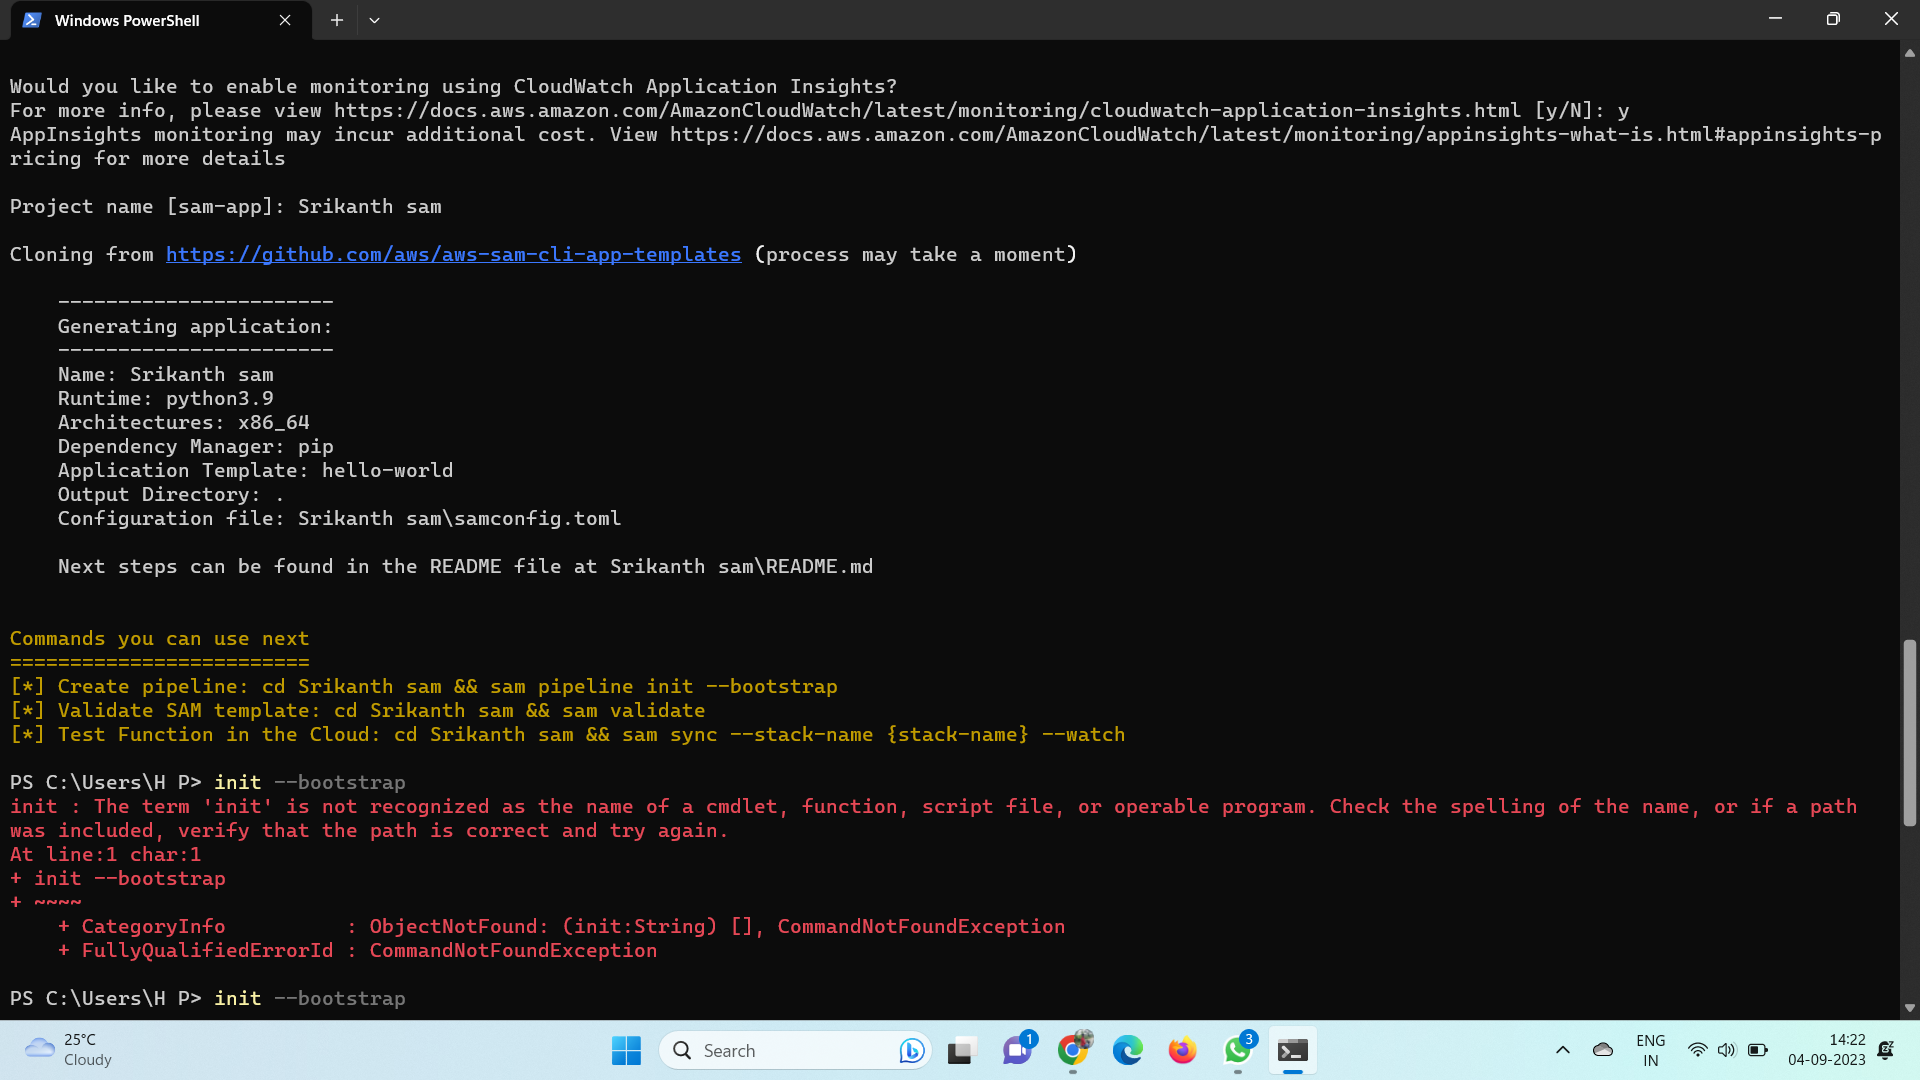 Windows PowerShell
Would you like to enable monitoring using CloudWatch Application Insights?
For more info, please view https://docs.aws.amazon.com/AmazonCloudWatch/latest/monitoring/cloudwatch-application-insights.html [y/N]: y
AppInsights monitoring may incur additional cost. View https://docs.aws.amazon.com/AmazonCloudWatch/latest/monitoring/appinsights-what-is.html#appinsights-p
ricing for more details
Project name [sam-app]: Srikanth sam
Cloning from https://github.com/aws/aws-sam-cli-app-templates (process may take a moment)
-----------------------
Generating application:
-----------------------
Name: Srikanth sam
Runtime: python3.9
Architectures: x86_64
Dependency Manager: pip
Application Template: hello-world
Output Directory: .
Configuration file: Srikanth sam\samconfig.toml
Next steps can be found in the README file at Srikanth sam\README.md
Commands you can use next
=========================
[*] Create pipeline: cd Srikanth sam && sam pipeline init --bootstrap
[*] Validate SAM template: cd Srikanth sam && sam validate
[*] Test Function in the Cloud: cd Srikanth sam && sam sync --stack-name {stack-name} --watch
PS C:\Users\H P> init --bootstrap
init : The term 'init' is not recognized as the name of a cmdlet, function, script file, or operable program. Check the spelling of the name, or if a path
was included, verify that the path is correct and try again.
At line:1 char:1
+ init --bootstrap
+ ~~~~
+ CategoryInfo : ObjectNotFound: (init:String) [], CommandNotFoundException
+ FullyQualifiedErrorId : CommandNotFoundException
PS C:\Users\H P> init --bootstrap
25°C
Cloudy
Search
1
3
ENG
IN
14:22
04-09-2023